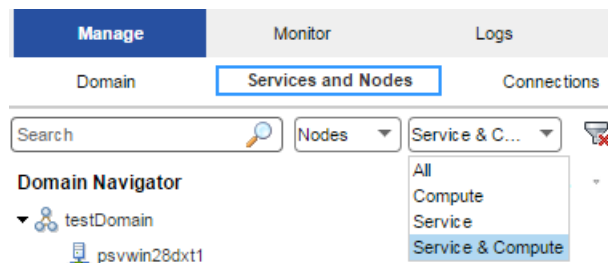 Manage Monitor Logs
Domain Services and Nodes Connections
Search Nodes Service & C...
Domain Navigator
All
Compute
testDomain
Service
Service & Compute
psvwin28dxt1